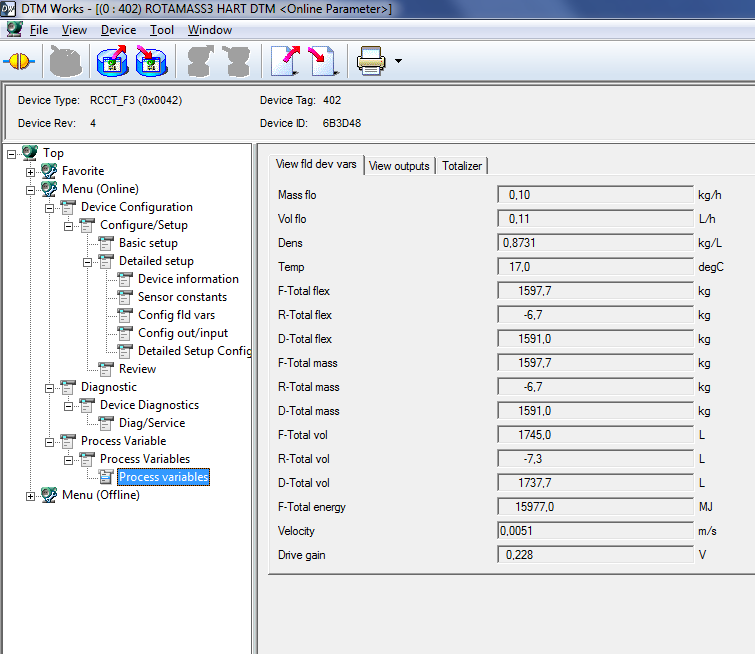 DTM Works - [(0 : 402) ROTAMASS3 HART DTM <Online Parameter>]
File View Device Tool Window
Device Type: RCCT_F3 (0x0042) Device Tag: 402
Device Rev: 4 Device ID: 6B3D48
Top
Favorite
Menu (Online)
Device Configuration
Configure/Setup
Basic setup
Detailed setup
Device information
Sensor constants
Config fld vars
Config out/input
Detailed Setup Config
Review
Diagnostic
Device Diagnostics
Diag/Service
Process Variable
Process Variables
Process variables
Menu (Offline)
View fld dev vars View outputs Totalizer
Mass flo 0,10 kg/h
Vol flo 0,11 L/h
Dens 0,8731 kg/L
Temp 17,0 degC
F-Total flex 1597,7 kg
R-Total flex -6,7 kg
D-Total flex 1591,0 kg
F-Total mass 1597,7 kg
R-Total mass -6,7 kg
D-Total mass 1591,0 kg
F-Total vol 1745,0 L
R-Total vol -7,3 L
D-Total vol 1737,7 L
F-Total energy 15977,0 MJ
Velocity 0,0051 m/s
Drive gain 0,228 V